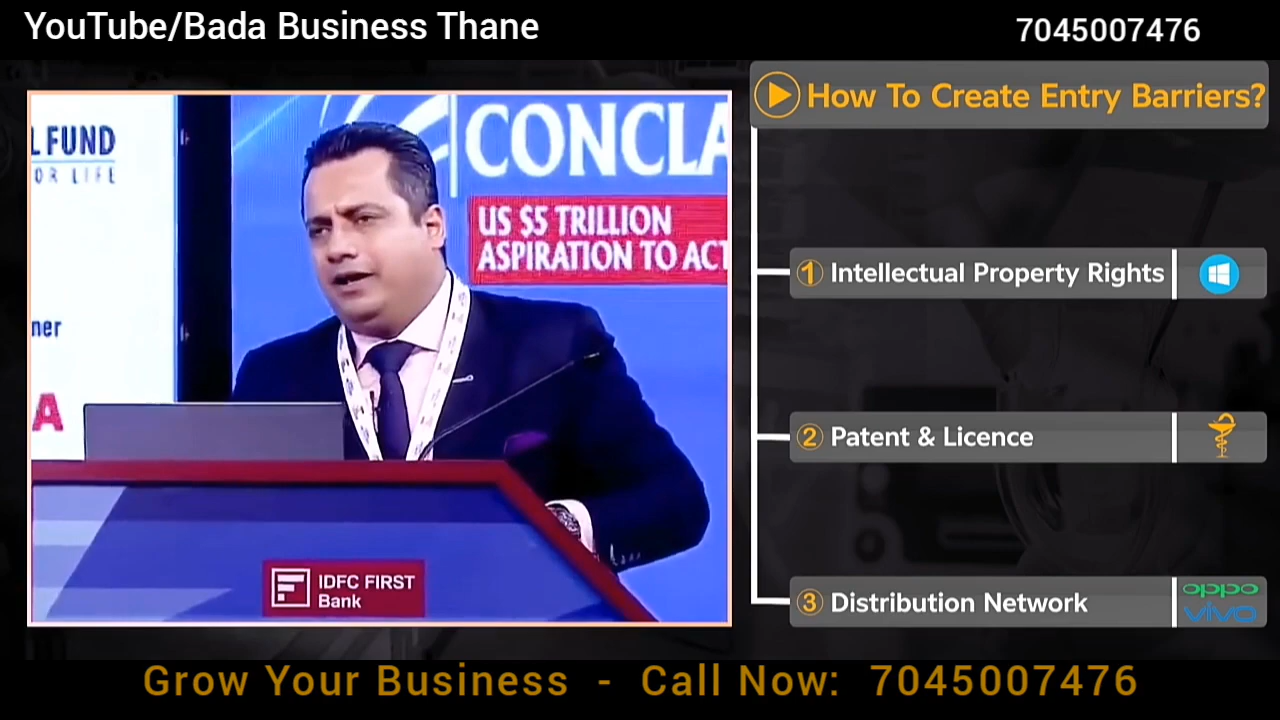 YouTube/Bada Business Thane
7045007476
L FUND
OR LIFE
ner
A
CONCLA
US $5 TRILLION
ASPIRATION TO ACT
IDFC FIRST
Bank
How To Create Entry Barriers?
1 Intellectual Property Rights
2 Patent & Licence
3 Distribution Network
oppo
vivo
Grow Your Business - Call Now: 7045007476